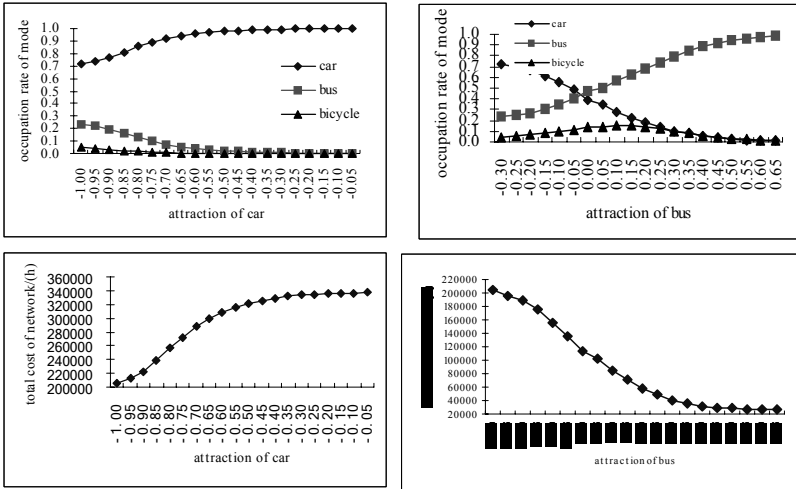 occupation rate of mode
1.0
0.9
0.8
0.7
0.6
0.5
0.4
0.3
0.2
0.1
0.0
car
bus
bicycle
-1.00
-0.95
-0.90
-0.85
-0.80
-0.75
-0.70
-0.65
-0.60
-0.55
-0.50
-0.45
-0.40
-0.35
-0.30
-0.25
-0.20
-0.15
-0.10
-0.05
attraction of car
occupation rate of mode
1.0
0.9
0.8
0.7
0.6
0.5
0.4
0.3
0.2
0.1
0.0
car
bus
bicycle
-0.30
-0.25
-0.20
-0.15
-0.10
-0.05
-0.00
0.05
0.10
0.15
0.20
0.25
0.30
0.35
0.40
0.45
0.50
0.55
0.60
0.65
attraction of bus
total cost of network/(h)
360000
340000
320000
300000
280000
260000
240000
220000
200000
- 1. 00
- 0. 95
- 0. 90
- 0. 85
- 0. 80
- 0. 75
- 0. 70
- 0. 65
- 0. 60
- 0. 55
- 0. 50
- 0. 45
- 0. 40
- 0. 35
- 0. 30
- 0. 25
- 0. 20
- 0. 15
- 0. 10
- 0. 05
attraction of car
220000
200000
180000
160000
140000
120000
100000
80000
60000
40000
20000
attraction of bus